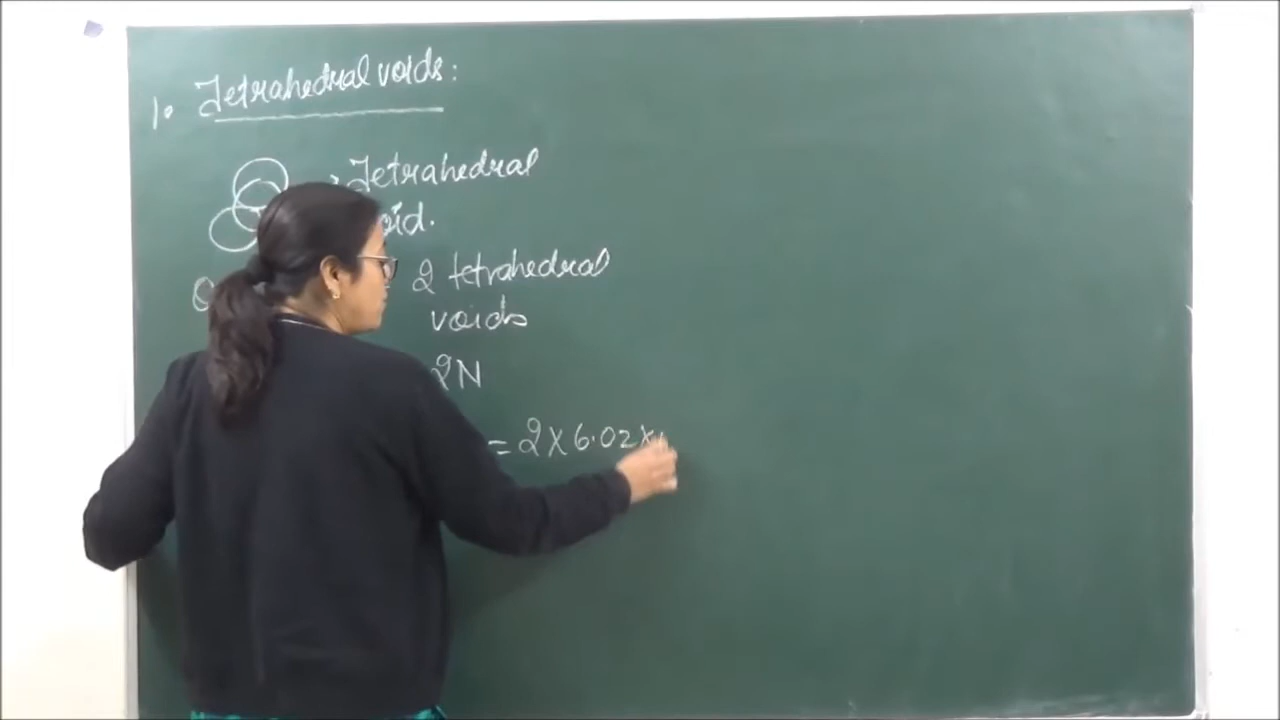 1. Tetrahedral voids:
: Tetrahedral
void.
2 tetrahedral
voids
2N
= 2 X 6.02 X